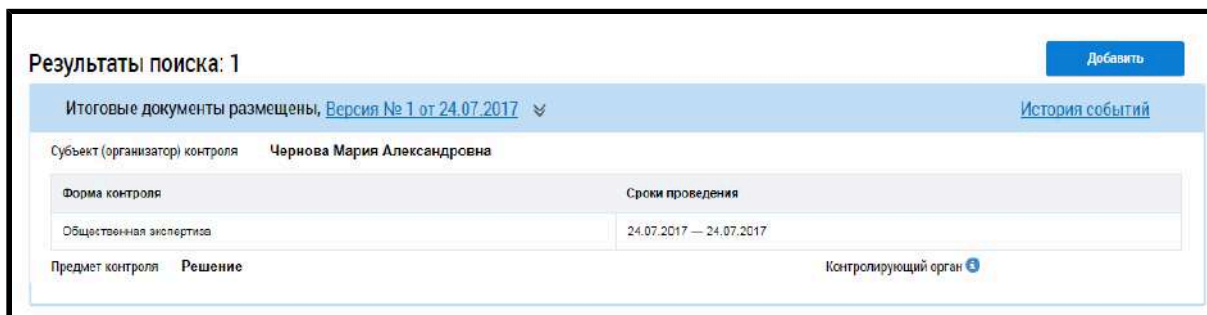 Результаты поиска: 1
Добавить
Итоговые документы размещены, Версия № 1 от 24.07.2017
История событий
Субъект (организатор) контроля Чернова Мария Александровна
Форма контроля Сроки проведения
Общественная экспертиза 24.07.2017 — 24.07.2017
Предмет контроля Решение Контролирующий орган